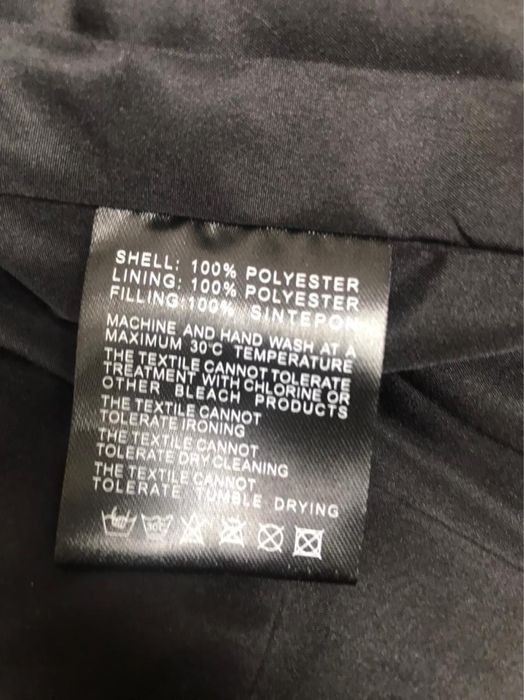 SHELL: 100% POLYESTER
LINING: 100% POLYESTER
FILLING:100% SINTEPON
MACHINE AND HAND WASH AT A
MAXIMUM 30°C TEMPERATURE
THE TEXTILE CANNOT TOLERATE
TREATMENT WITH CHLORINE OR
OTHER BLEACH PRODUCTS
THE TEXTILE CANNOT
TOLERATE IRONING
THE TEXTILE CANNOT
TOLERATE DRY CLEANING
THE TEXTILE CANNOT
TOLERATE TUMBLE DRYING